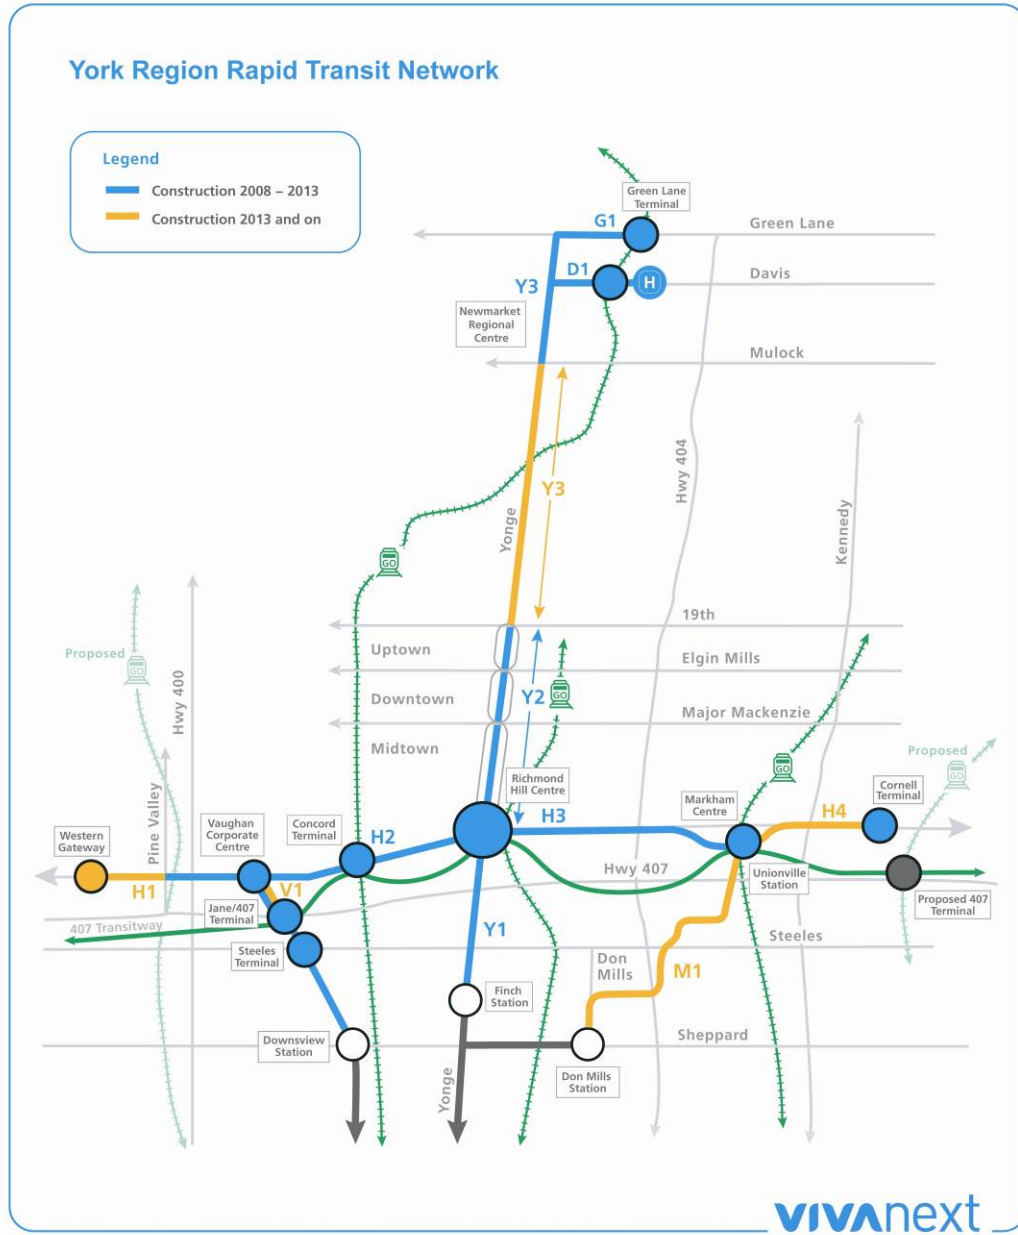 York Region Rapid Transit Network
Legend
Construction 2008 – 2013
Construction 2013 and on
Green Lane
Terminal
G1
Green Lane
D1
H
Davis
Y3
Newmarket
Regional
Centre
Mulock
Hwy 404
Y3
Kennedy
Yonge
GO
19th
Proposed
GO
Uptown
Elgin Mills
Hwy 400
Downtown
Y2
GO
Major Mackenzie
Midtown
GO
Proposed
GO
Richmond
Hill Centre
Pine Valley
Western
Gateway
Vaughan
Corporate
Centre
Concord
Terminal
H2
H3
Markham
Centre
H4
Cornell
Terminal
H1
V1
Hwy 407
Unionville
Station
Proposed 407
Terminal
Jane/407
Terminal
407 Transitway
Steeles
Terminal
Y1
Steeles
Don
Mills
M1
Finch
Station
Downsview
Station
Sheppard
Yonge
Don Mills
Station
vivanext